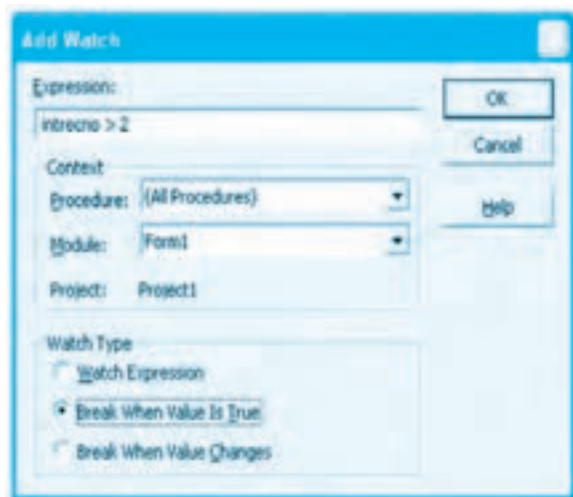 Add Watch
Expression:
intrecno > 2
OK
Cancel
Help
Context
Procedure: (All Procedures)
Module: Form1
Project: Project1
Watch Type
Watch Expression
Break When Value Is True
Break When Value Changes